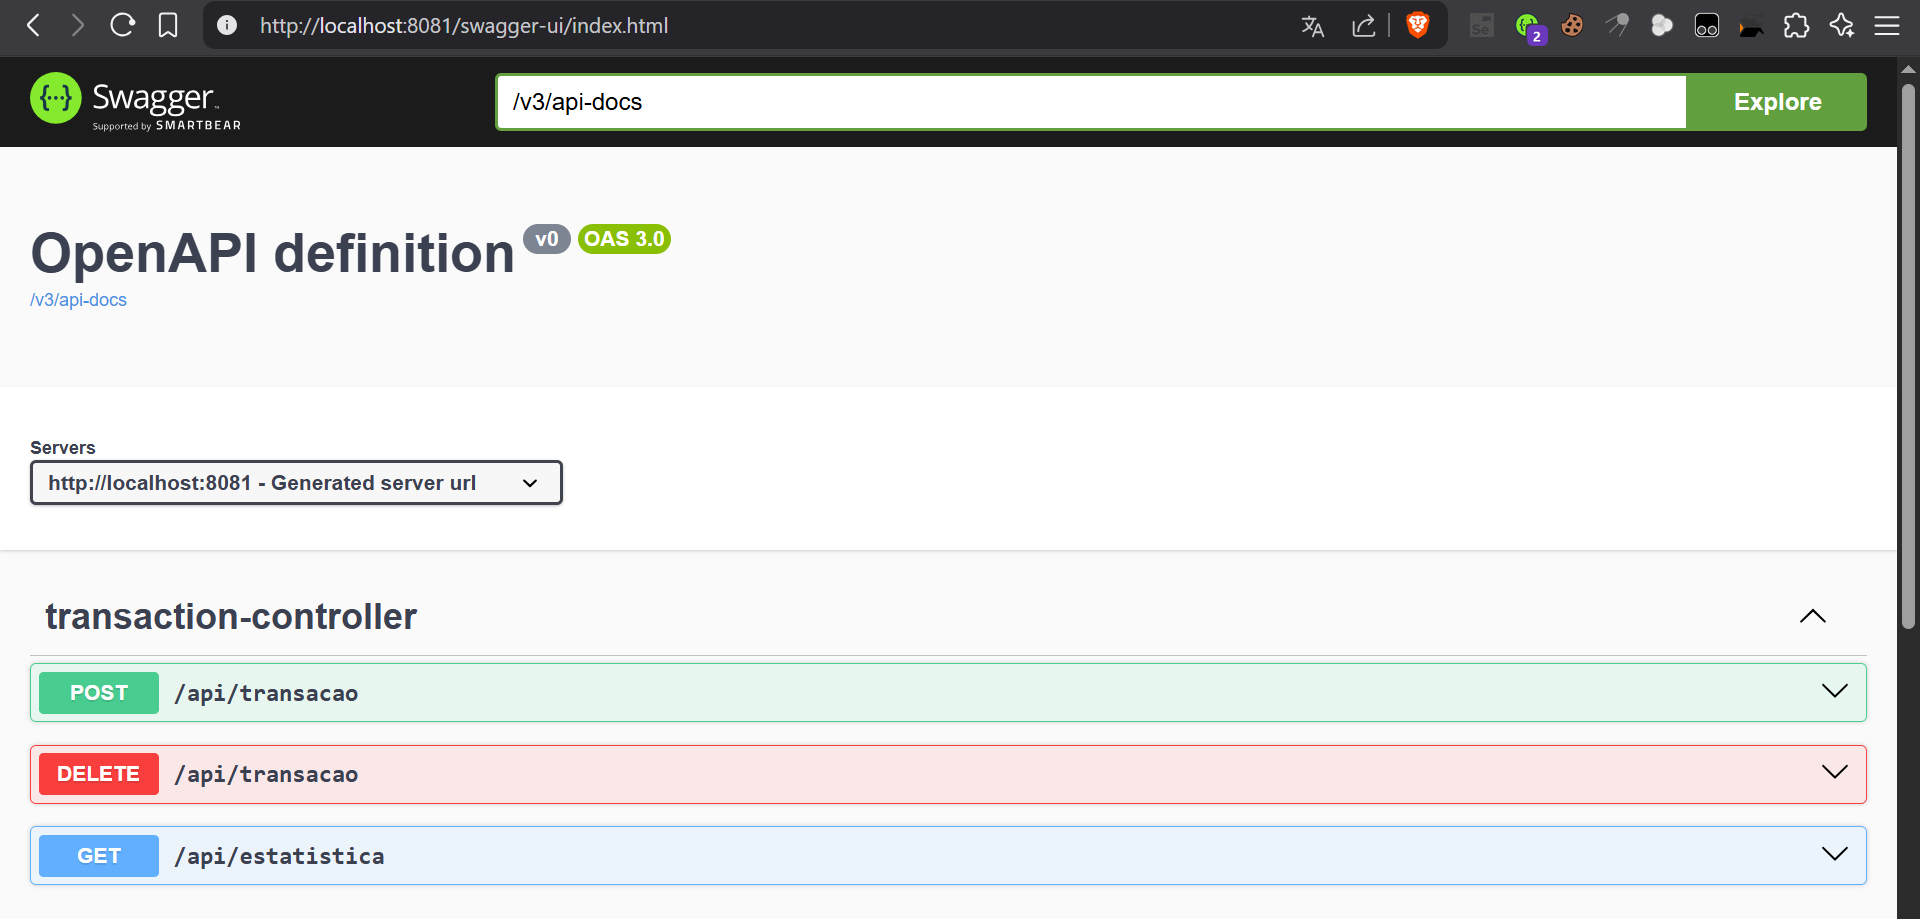 http://localhost:8081/swagger-ui/index.html
Se
2
Swagger
Supported by SMARTBEAR
/v3/api-docs
Explore
OpenAPI definition v0 OAS 3.0
/v3/api-docs
Servers
http://localhost:8081 - Generated server url
transaction-controller
POST /api/transacao
DELETE /api/transacao
GET /api/estatistica